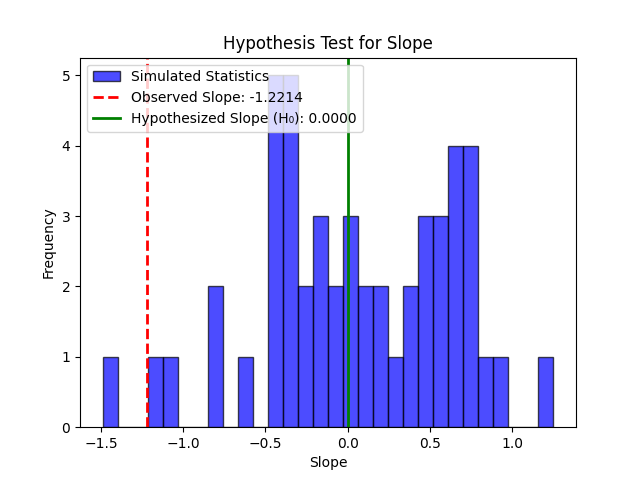 Hypothesis Test for Slope
Simulated Statistics
Observed Slope: -1.2214
Hypothesized Slope (H₀): 0.0000
Frequency
5
4
3
2
1
0
−1.5 −1.0 −0.5 0.0 0.5 1.0
Slope